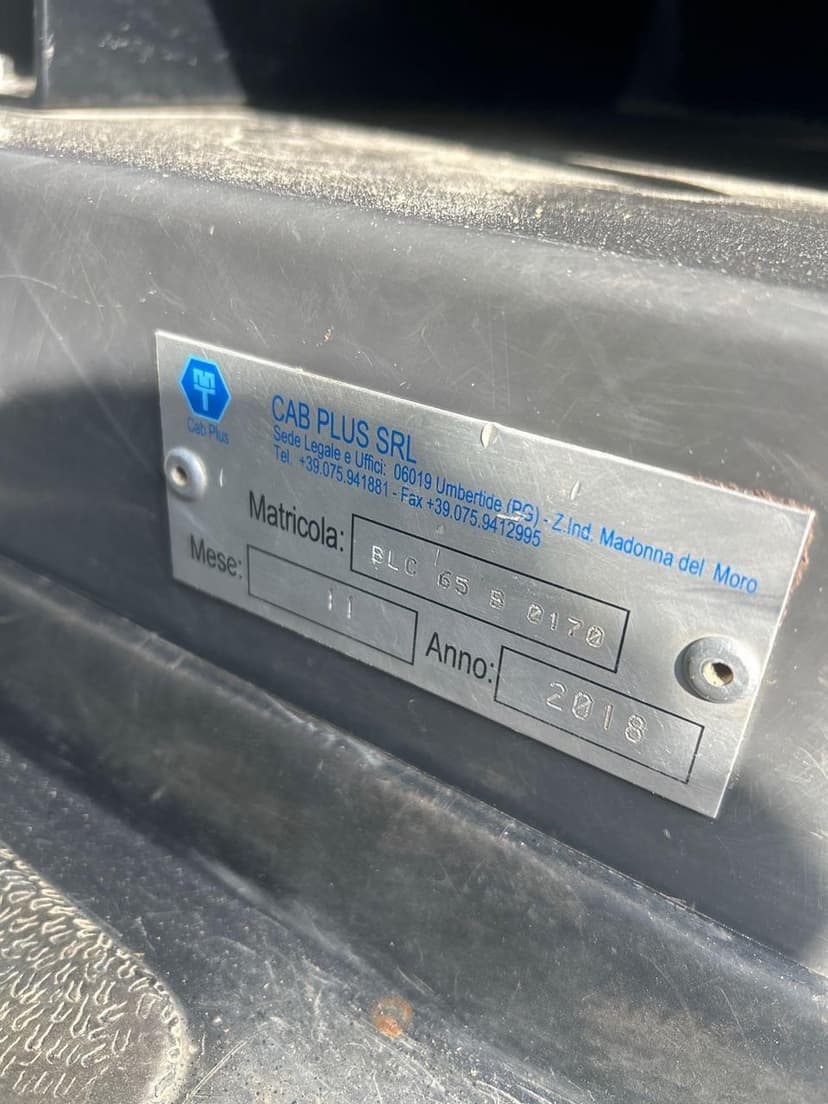 MT
Cab Plus
CAB PLUS SRL
Sede Legale e Uffici: 06019 Umbertide (PG) - Z.Ind. Madonna del Moro
Tel. +39.075.941881 - Fax +39.075.9412995
Matricola: BLC 65 B 0170
Mese: 11
Anno: 2018